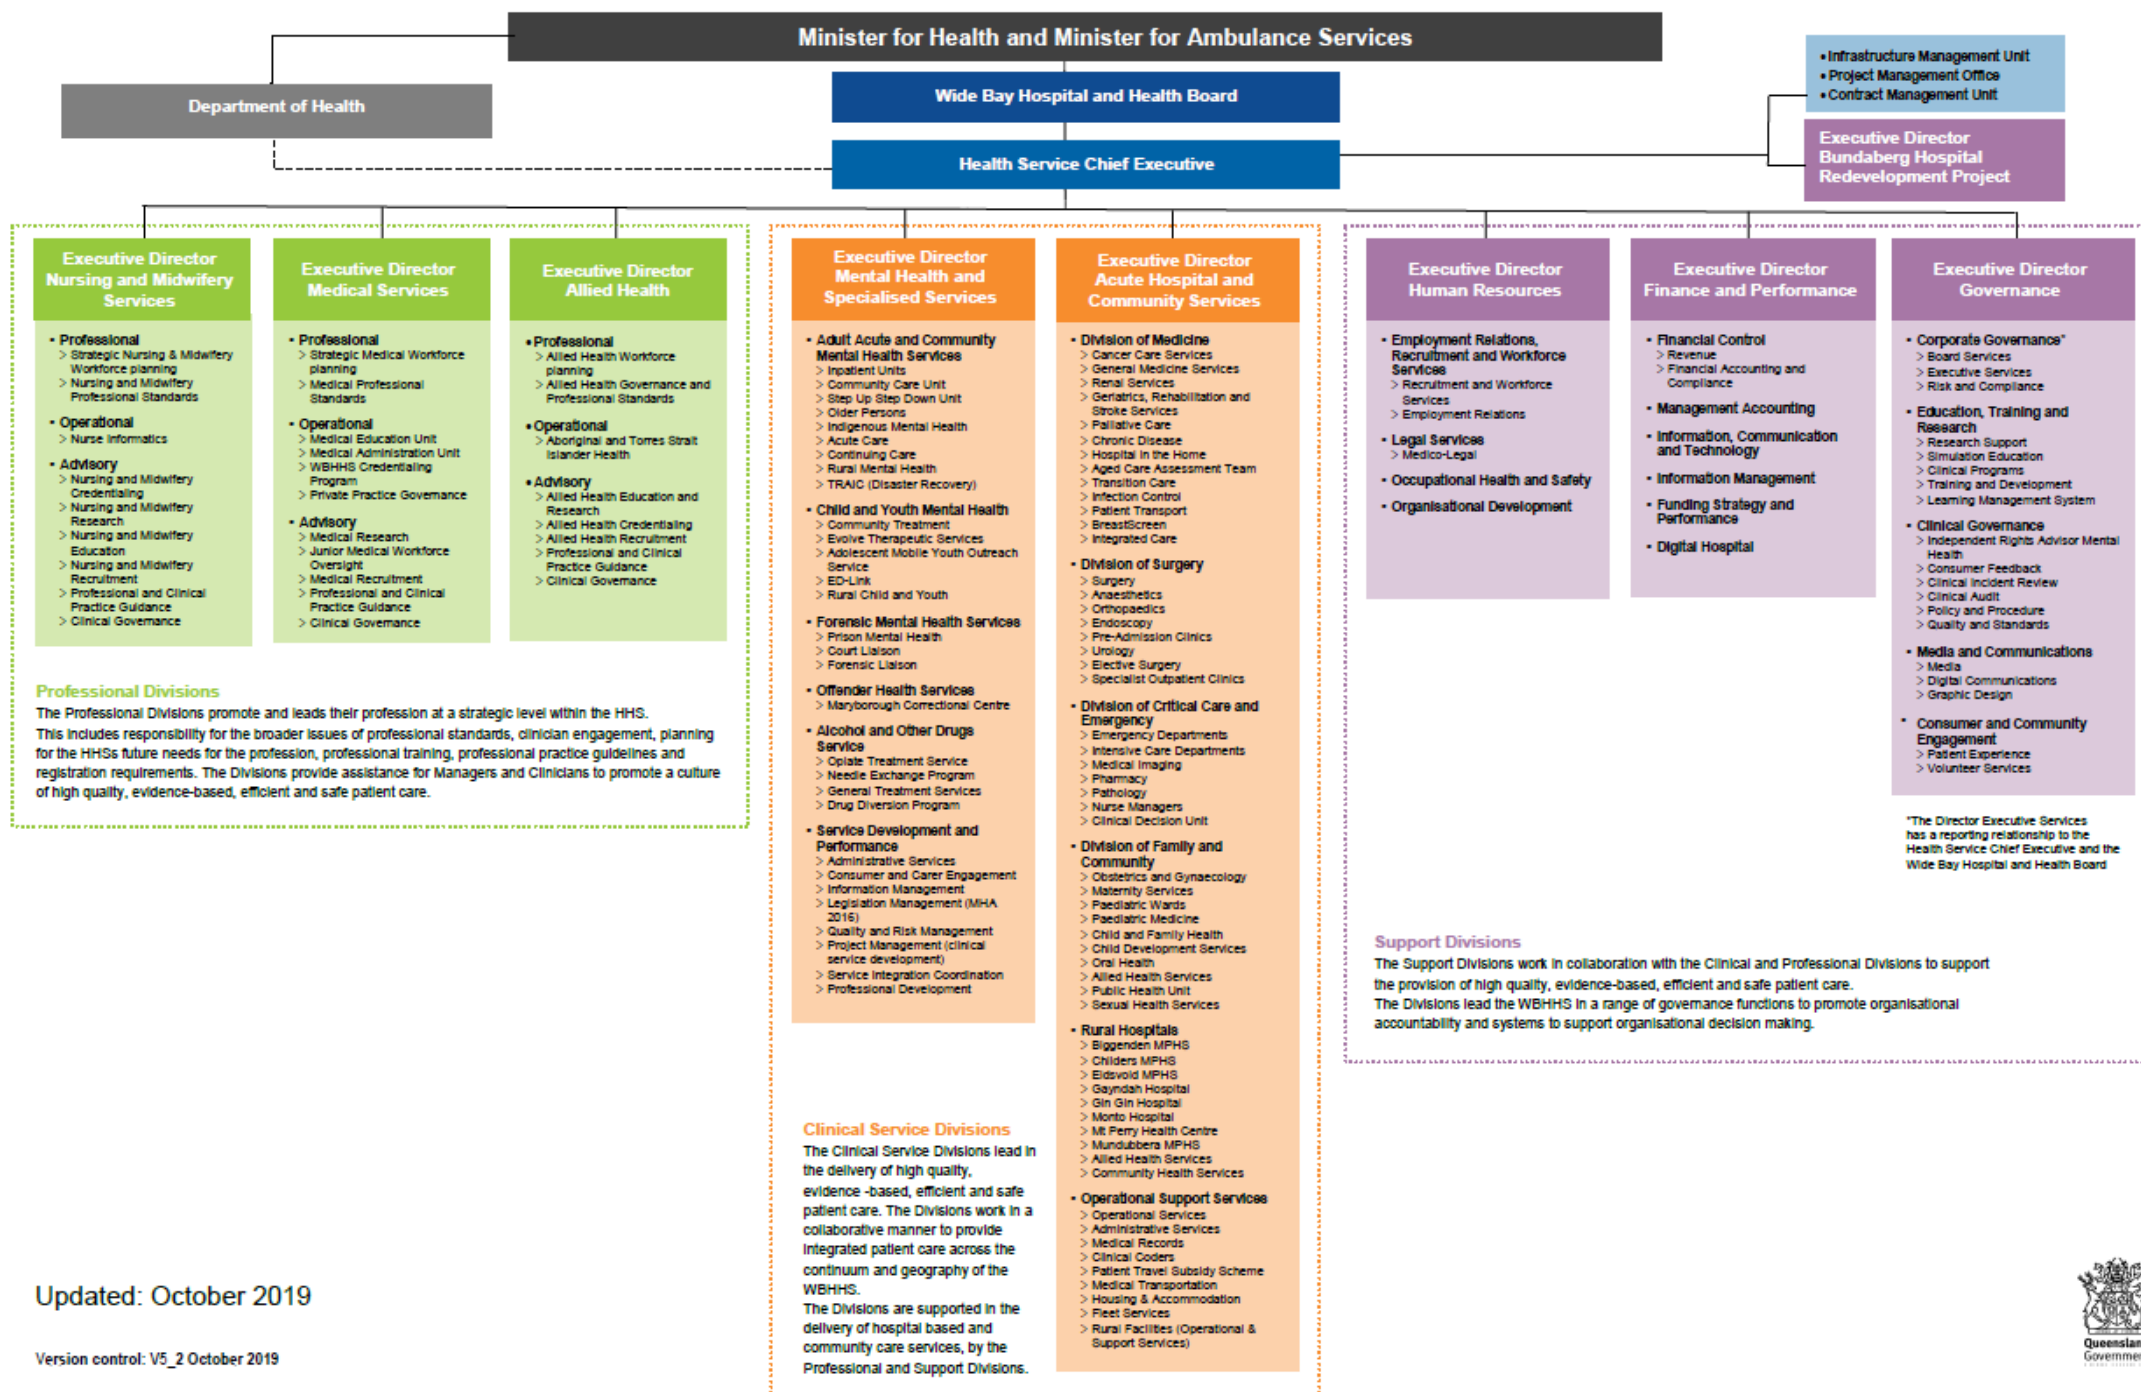 Minister for Health and Minister for Ambulance Services
• Infrastructure Management Unit
• Project Management Office
• Contract Management Unit
Department of Health
Wide Bay Hospital and Health Board
Executive Director
Bundaberg Hospital
Redevelopment Project
Health Service Chief Executive
Executive Director
Nursing and Midwifery
Services
▪ Professional
> Strategic Nursing & Midwifery
Workforce planning
> Nursing and Midwifery
Professional Standards
▪ Operational
> Nurse Informatics
▪ Advisory
> Nursing and Midwifery
Credentialing
> Nursing and Midwifery
Research
> Nursing and Midwifery
Education
> Nursing and Midwifery
Recruitment
> Professional and Clinical
Practice Guidance
> Clinical Governance
Executive Director
Medical Services
▪ Professional
> Strategic Medical Workforce
planning
> Medical Professional
Standards
▪ Operational
> Medical Education Unit
> Medical Administration Unit
> WBHHS Credentialing
Program
> Private Practice Governance
▪ Advisory
> Medical Research
> Junior Medical Workforce
Oversight
> Medical Recruitment
> Professional and Clinical
Practice Guidance
> Clinical Governance
Executive Director
Allied Health
• Professional
> Allied Health Workforce
planning
> Allied Health Governance and
Professional Standards
• Operational
> Aboriginal and Torres Strait
Islander Health
• Advisory
> Allied Health Education and
Research
> Allied Health Credentialing
> Allied Health Recruitment
> Professional and Clinical
Practice Guidance
> Clinical Governance
Professional Divisions
The Professional Divisions promote and leads their profession at a strategic level within the HHS.
This includes responsibility for the broader issues of professional standards, clinician engagement, planning
for the HHSs future needs for the profession, professional training, professional practice guidelines and
registration requirements. The Divisions provide assistance for Managers and Clinicians to promote a culture
of high quality, evidence-based, efficient and safe patient care.
Executive Director
Mental Health and
Specialised Services
▪ Adult Acute and Community
Mental Health Services
> Inpatient Units
> Community Care Unit
> Step Up Step Down Unit
> Older Persons
> Indigenous Mental Health
> Acute Care
> Continuing Care
> Rural Mental Health
> TRAIC (Disaster Recovery)
▪ Child and Youth Mental Health
> Community Treatment
> Evolve Therapeutic Services
> Adolescent Mobile Youth Outreach
Service
> ED-Link
> Rural Child and Youth
▪ Forensic Mental Health Services
> Prison Mental Health
> Court Liaison
> Forensic Liaison
▪ Offender Health Services
> Maryborough Correctional Centre
▪ Alcohol and Other Drugs
Service
> Opiate Treatment Service
> Needle Exchange Program
> General Treatment Services
> Drug Diversion Program
▪ Service Development and
Performance
> Administrative Services
> Consumer and Carer Engagement
> Information Management
> Legislation Management (MHA
2016)
> Quality and Risk Management
> Project Management (clinical
service development)
> Service Integration Coordination
> Professional Development
Clinical Service Divisions
The Clinical Service Divisions lead in
the delivery of high quality,
evidence -based, efficient and safe
patient care. The Divisions work in a
collaborative manner to provide
integrated patient care across the
continuum and geography of the
WBHHS.
The Divisions are supported in the
delivery of hospital based and
community care services, by the
Professional and Support Divisions.
Executive Director
Acute Hospital and
Community Services
▪ Division of Medicine
> Cancer Care Services
> General Medicine Services
> Renal Services
> Geriatrics, Rehabilitation and
Stroke Services
> Palliative Care
> Chronic Disease
> Hospital in the Home
> Aged Care Assessment Team
> Transition Care
> Infection Control
> Patient Transport
> BreastScreen
> Integrated Care
▪ Division of Surgery
> Surgery
> Anaesthetics
> Orthopaedics
> Endoscopy
> Pre-Admission Clinics
> Urology
> Elective Surgery
> Specialist Outpatient Clinics
▪ Division of Critical Care and
Emergency
> Emergency Departments
> Intensive Care Departments
> Medical Imaging
> Pharmacy
> Pathology
> Nurse Managers
> Clinical Decision Unit
▪ Division of Family and
Community
> Obstetrics and Gynaecology
> Maternity Services
> Paediatric Wards
> Paediatric Medicine
> Child and Family Health
> Child Development Services
> Oral Health
> Allied Health Services
> Public Health Unit
> Sexual Health Services
▪ Rural Hospitals
> Biggenden MPHS
> Childers MPHS
> Eidsvold MPHS
> Gayndah Hospital
> Gin Gin Hospital
> Monto Hospital
> Mt Perry Health Centre
> Mundubbera MPHS
> Allied Health Services
> Community Health Services
▪ Operational Support Services
> Operational Services
> Administrative Services
> Medical Records
> Clinical Coders
> Patient Travel Subsidy Scheme
> Medical Transportation
> Housing & Accommodation
> Fleet Services
> Rural Facilities (Operational &
Support Services)
Executive Director
Human Resources
▪ Employment Relations,
Recruitment and Workforce
Services
> Recruitment and Workforce
Services
> Employment Relations
▪ Legal Services
> Medico-Legal
▪ Occupational Health and Safety
▪ Organisational Development
Executive Director
Finance and Performance
▪ Financial Control
> Revenue
> Financial Accounting and
Compliance
▪ Management Accounting
▪ Information, Communication
and Technology
▪ Information Management
▪ Funding Strategy and
Performance
▪ Digital Hospital
Executive Director
Governance
▪ Corporate Governance*
> Board Services
> Executive Services
> Risk and Compliance
▪ Education, Training and
Research
> Research Support
> Simulation Education
> Clinical Programs
> Training and Development
> Learning Management System
▪ Clinical Governance
> Independent Rights Advisor Mental
Health
> Consumer Feedback
> Clinical Incident Review
> Clinical Audit
> Policy and Procedure
> Quality and Standards
▪ Media and Communications
> Media
> Digital Communications
> Graphic Design
▪ Consumer and Community
Engagement
> Patient Experience
> Volunteer Services
*The Director Executive Services
has a reporting relationship to the
Health Service Chief Executive and the
Wide Bay Hospital and Health Board
Support Divisions
The Support Divisions work in collaboration with the Clinical and Professional Divisions to support
the provision of high quality, evidence-based, efficient and safe patient care.
The Divisions lead the WBHHS in a range of governance functions to promote organisational
accountability and systems to support organisational decision making.
Updated: October 2019
Version control: V5_2 October 2019
Queenslan
Governmen